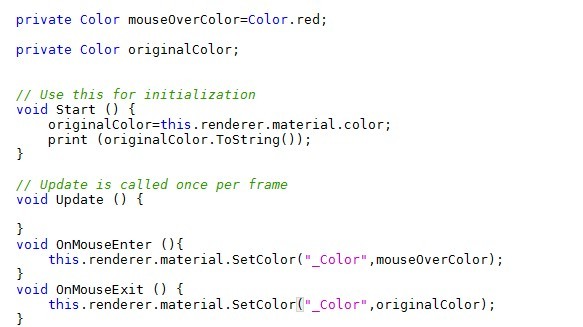 private Color mouseOverColor=Color.red;
private Color originalColor;
// Use this for initialization
void Start () {
originalColor=this.renderer.material.color;
print (originalColor.ToString());
}
// Update is called once per frame
void Update () {
}
void OnMouseEnter (){
this.renderer.material.SetColor("_Color",mouseOverColor);
}
void OnMouseExit () {
this.renderer.material.SetColor("_Color",originalColor);
}